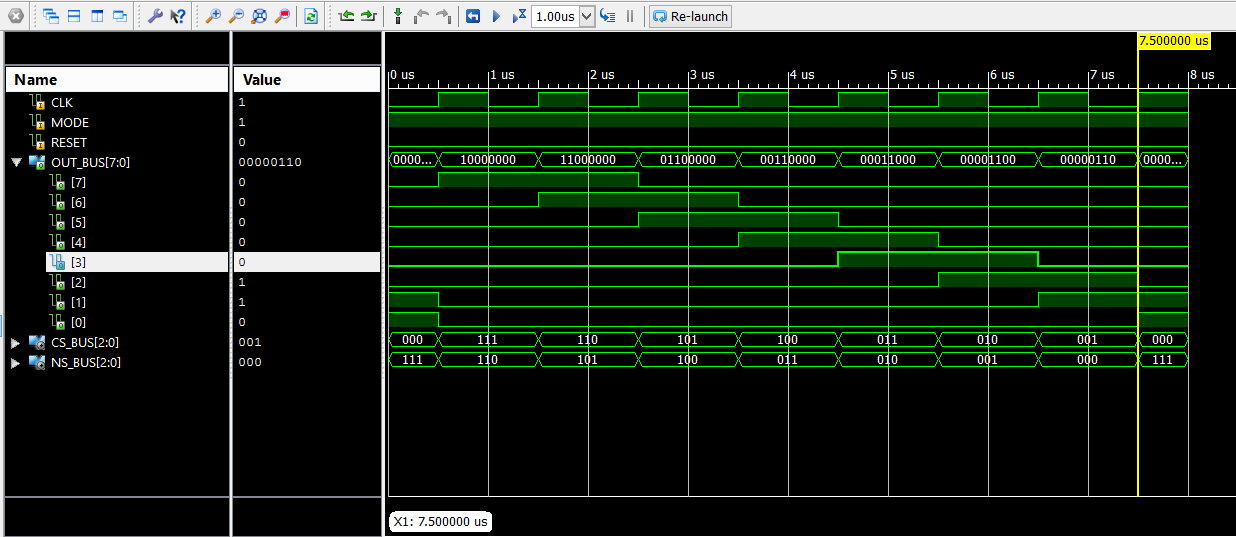 1.00us Re-launch
7.500000 us
Name Value 0 us 1 us 2 us 3 us 4 us 5 us 6 us 7 us 8 us
CLK 1
MODE 1
RESET 0
OUT_BUS[7:0] 00000110 0000... 10000000 11000000 01100000 00110000 00011000 00001100 00000110 0000...
[7] 0
[6] 0
[5] 0
[4] 0
[3] 0
[2] 1
[1] 1
[0] 0
CS_BUS[2:0] 001 000 111 110 101 100 011 010 001 000
NS_BUS[2:0] 000 111 110 101 100 011 010 001 000 111
X1: 7.500000 us